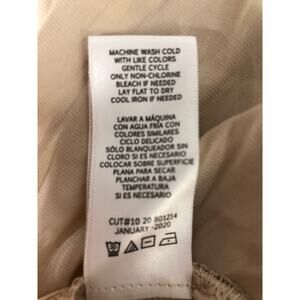 MACHINE WASH COLD
WITH LIKE COLORS
GENTLE CYCLE
ONLY NON-CHLORINE
BLEACH IF NEEDED
LAY FLAT TO DRY
COOL IRON IF NEEDED
LAVAR A MÁQUINA
CON AGUA FRÍA CON
COLORES SIMILARES
CICLO DELICADO
SÓLO BLANQUEADOR SIN
CLORO SI ES NECESARIO
COLOCAR SOBRE SUPERFICIE
PLANA PARA SECAR
PLANCHAR A BAJA
TEMPERATURA
SI ES NECESARIO
CUT#10 20 801214
JANUARY -2020